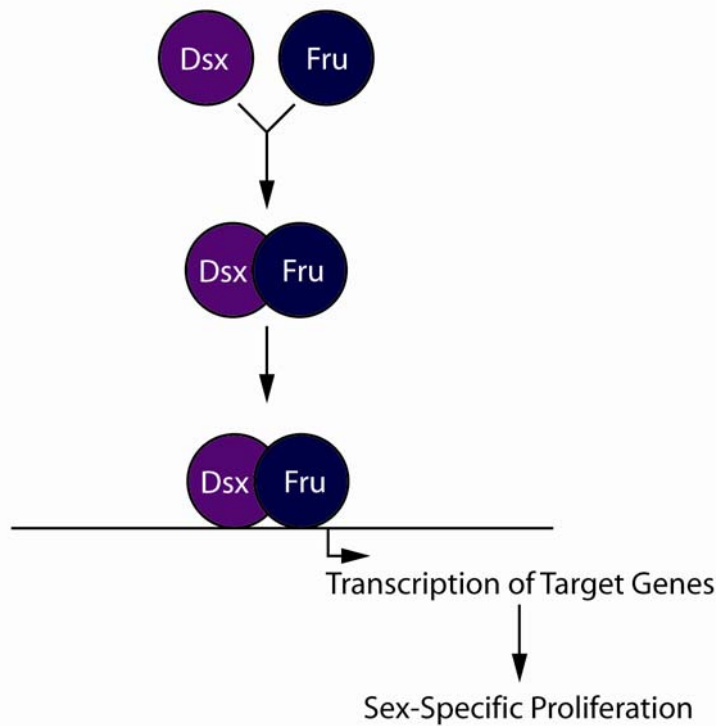 Dsx Fru
Dsx Fru
Dsx Fru
Transcription of Target Genes
Sex-Specific Proliferation